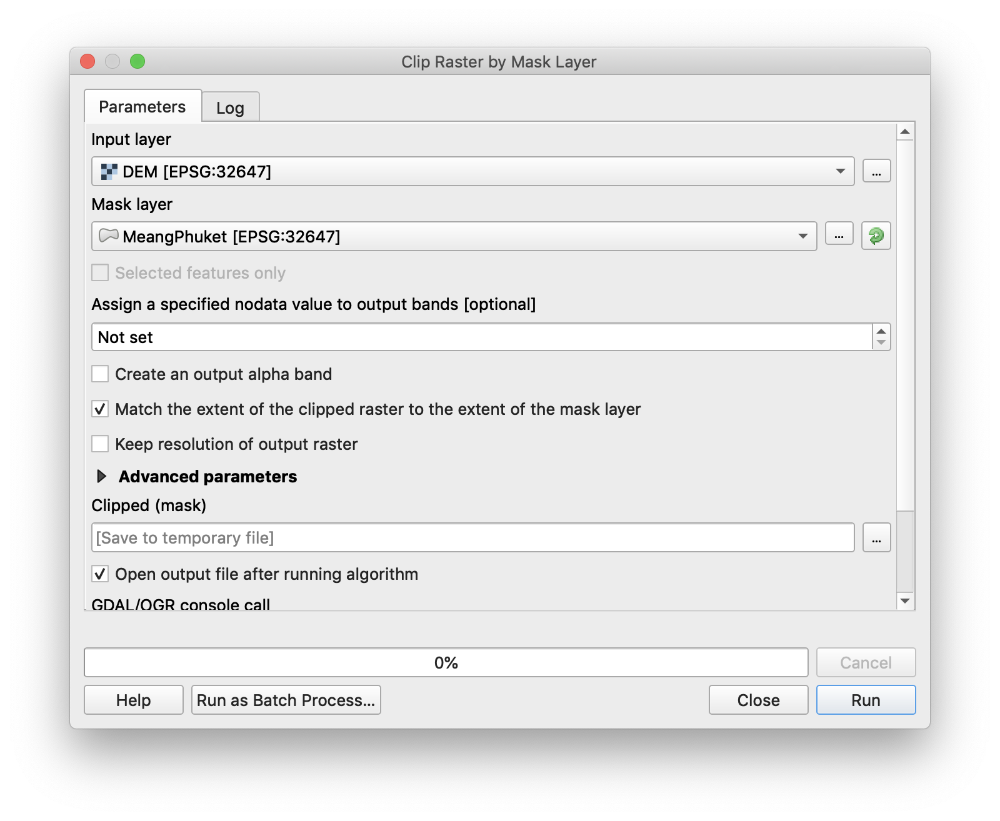 Clip Raster by Mask Layer
Parameters
Log
Input layer
DEM [EPSG:32647]
...
Mask layer
MeangPhuket [EPSG:32647]
...
Selected features only
Assign a specified nodata value to output bands [optional]
Not set
Create an output alpha band
Match the extent of the clipped raster to the extent of the mask layer
Keep resolution of output raster
Advanced parameters
Clipped (mask)
[Save to temporary file]
...
Open output file after running algorithm
GDAL/OGR console call
0%
Cancel
Help
Run as Batch Process...
Close
Run